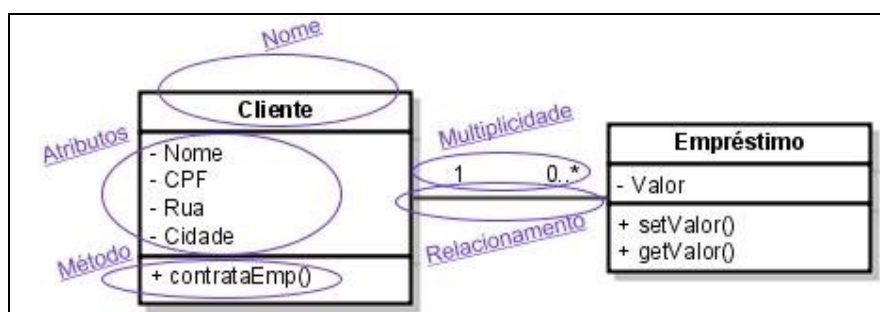 Nome
Cliente
Atributos
- Nome
- CPF
- Rua
- Cidade
Método
+ contrataEmp()
Multiplicidade
1 0..*
Relacionamento
Empréstimo
- Valor
+ setValor()
+ getValor()